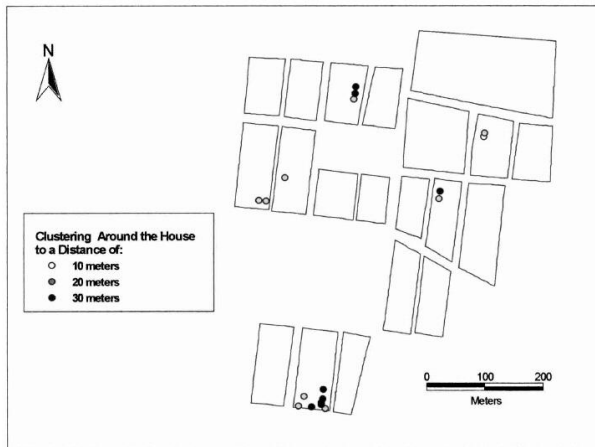 N
Clustering Around the House
to a Distance of:
10 meters
20 meters
30 meters
0 100 200
Meters